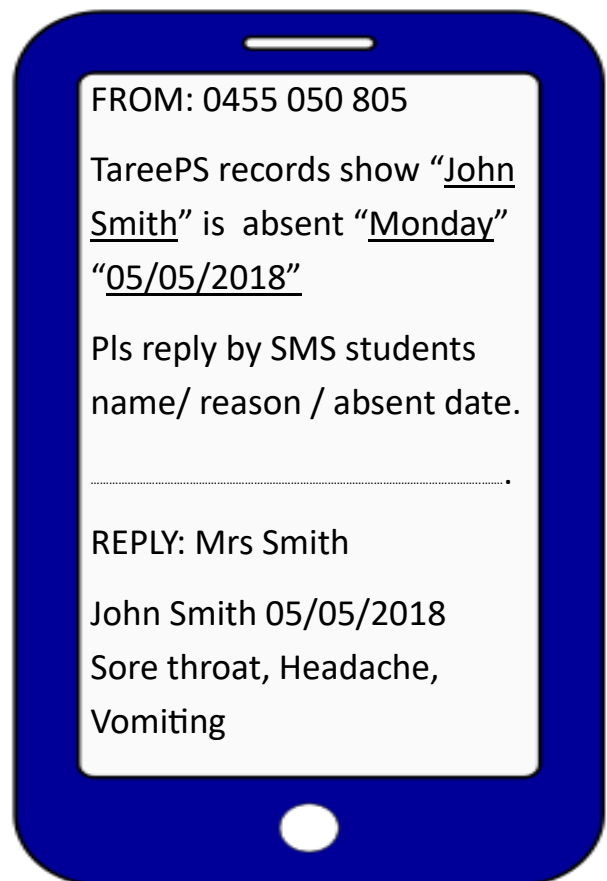 FROM: 0455 050 805
TareePS records show “John
Smith” is  absent “Monday”
“05/05/2018”
Pls reply by SMS students
name/ reason / absent date.
.
REPLY: Mrs Smith
John Smith 05/05/2018
Sore throat, Headache,
Vomiting